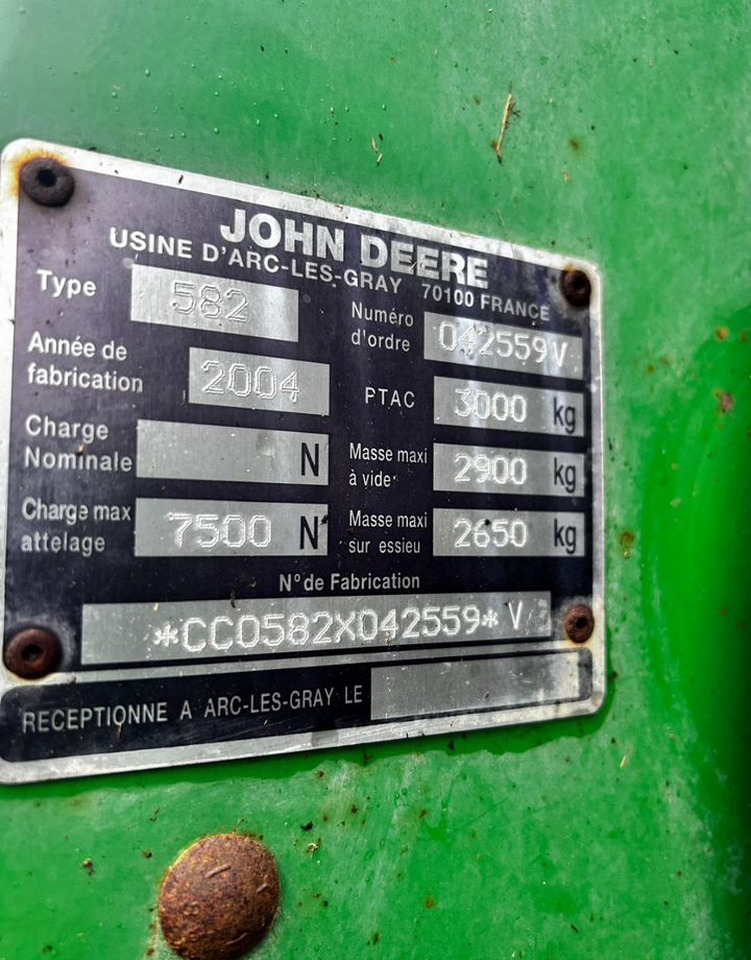 JOHN DEERE
USINE D'ARC-LES-GRAY 70100 FRANCE
Type 582
Numéro d'ordre 042559V
Année de fabrication 2004
PTAC 3000 kg
Charge Nominale N
Masse maxi à vide 2900 kg
Charge max attelage 7500 N
Masse maxi sur essieu 2650 kg
N° de Fabrication
*CC0582X042559* V
RECEPTIONNE A ARC-LES-GRAY LE